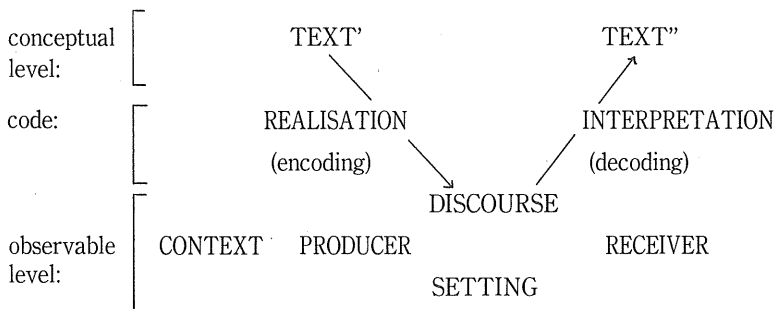 conceptual level: TEXT' TEXT"
code: REALISATION INTERPRETATION
(encoding) (decoding)
DISCOURSE
observable level: CONTEXT PRODUCER RECEIVER
SETTING